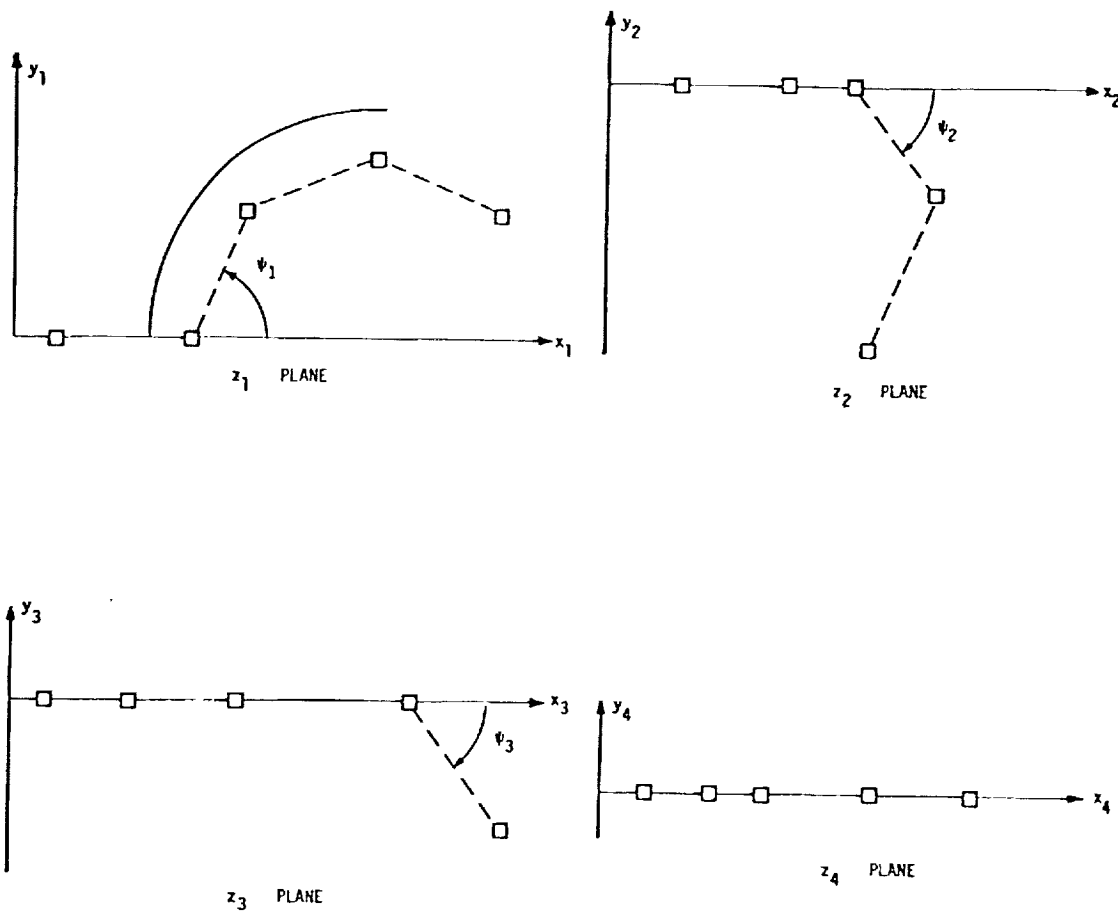 y1
ψ1
x1
z1 PLANE
y2
x2
ψ2
z2 PLANE
y3
x3
ψ3
z3 PLANE
y4
x4
z4 PLANE